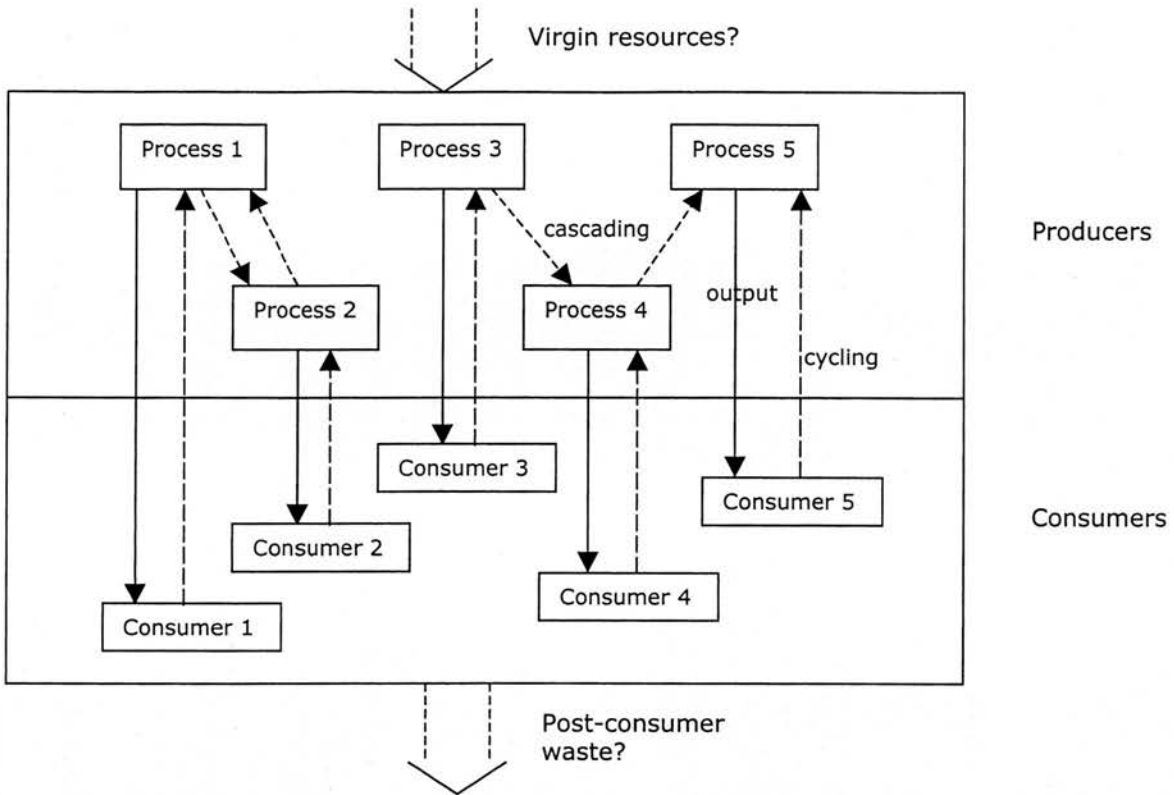 Virgin resources?
Process 1
Process 3
Process 5
cascading
Producers
Process 2
Process 4
output
cycling
Consumer 3
Consumer 5
Consumers
Consumer 2
Consumer 4
Consumer 1
Post-consumer
waste?